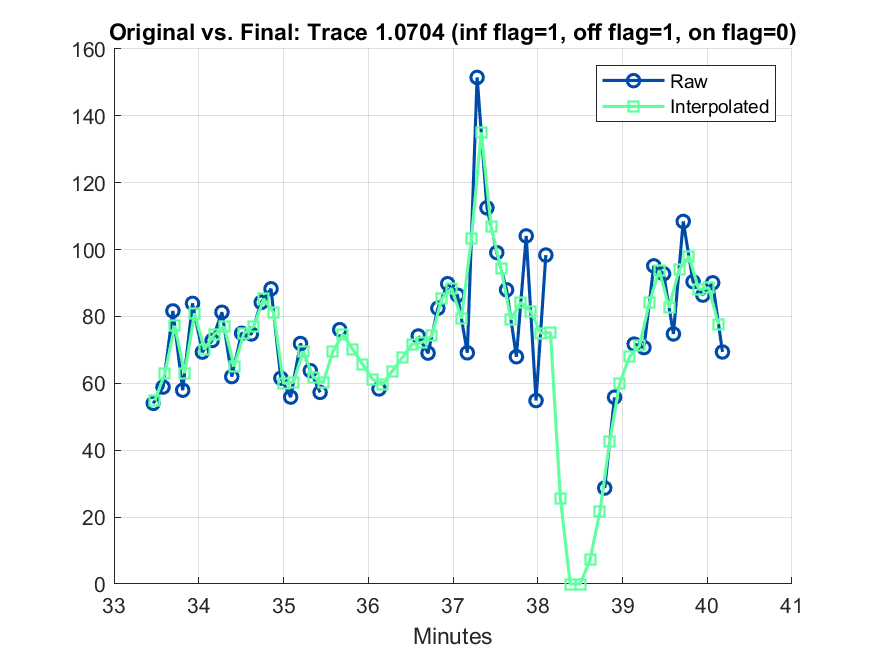 Original vs. Final: Trace 1.0704 (inf flag=1, off flag=1, on flag=0)
160
140
120
100
80
60
40
20
0
Raw
Interpolated
33 34 35 36 37 38 39 40 41
Minutes